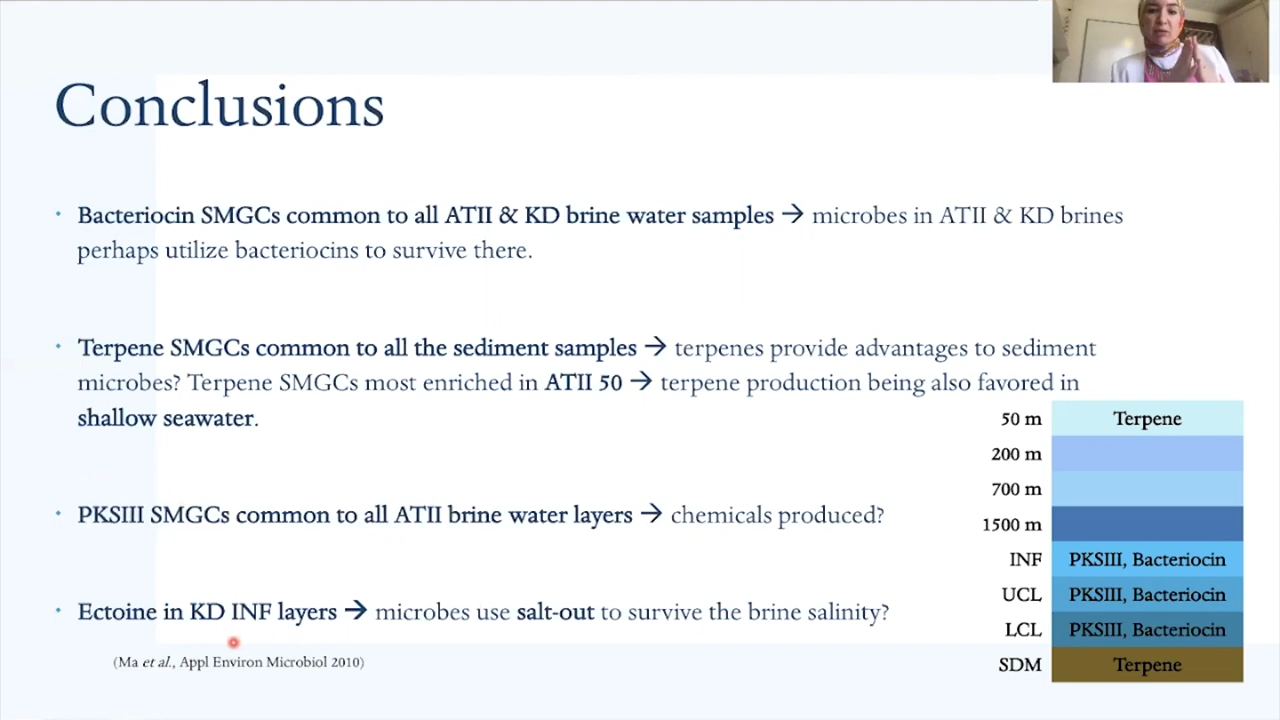 Conclusions
• Bacteriocin SMGCs common to all ATII & KD brine water samples → microbes in ATII & KD brines
perhaps utilize bacteriocins to survive there.
• Terpene SMGCs common to all the sediment samples → terpenes provide advantages to sediment
microbes? Terpene SMGCs most enriched in ATII 50 → terpene production being also favored in
shallow seawater.
50 m Terpene
200 m
700 m
• PKSIII SMGCs common to all ATII brine water layers → chemicals produced?
1500 m
INF PKSIII, Bacteriocin
UCL PKSIII, Bacteriocin
• Ectoine in KD INF layers → microbes use salt-out to survive the brine salinity?
LCL PKSIII, Bacteriocin
(Ma et al., Appl Environ Microbiol 2010)
SDM Terpene